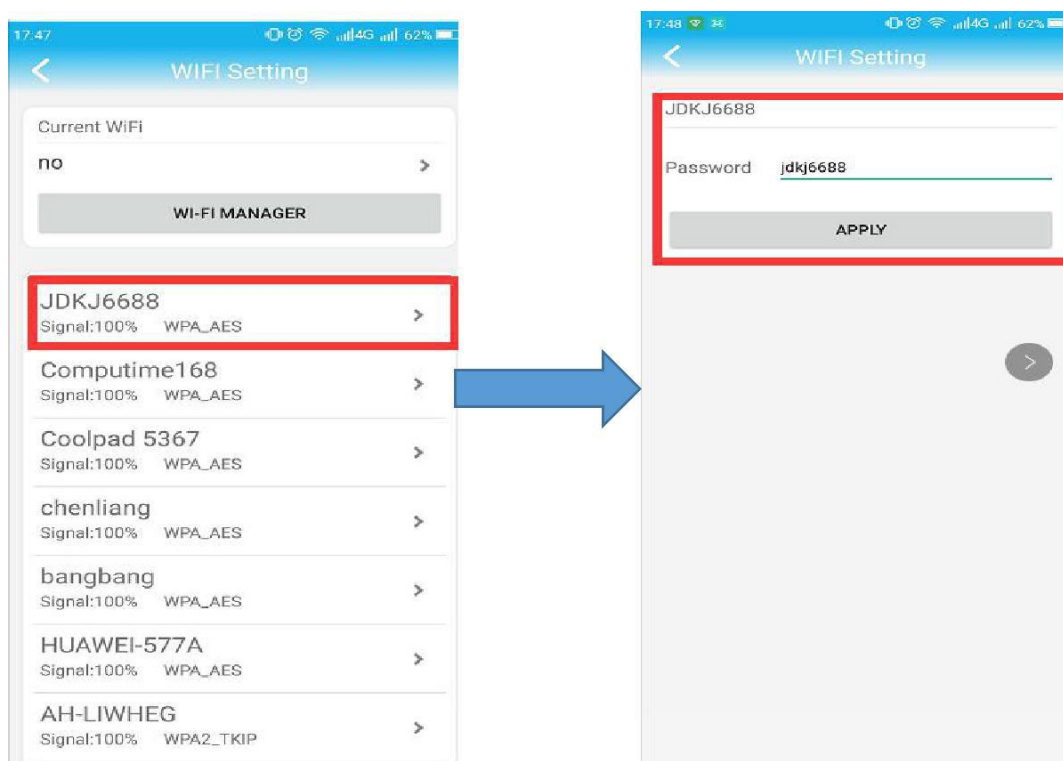 17:47 4G 62%
WIFI Setting
Current WiFi
no
WI-FI MANAGER
JDKJ6688
Signal:100% WPA_AES
Computime168
Signal:100% WPA_AES
Coolpad 5367
Signal:100% WPA_AES
chenliang
Signal:100% WPA_AES
bangbang
Signal:100% WPA_AES
HUAWEI-577A
Signal:100% WPA_AES
AH-LIWHEG
Signal:100% WPA2_TKIP
17:48 4G 62%
WIFI Setting
JDKJ6688
Password jdkj6688
APPLY